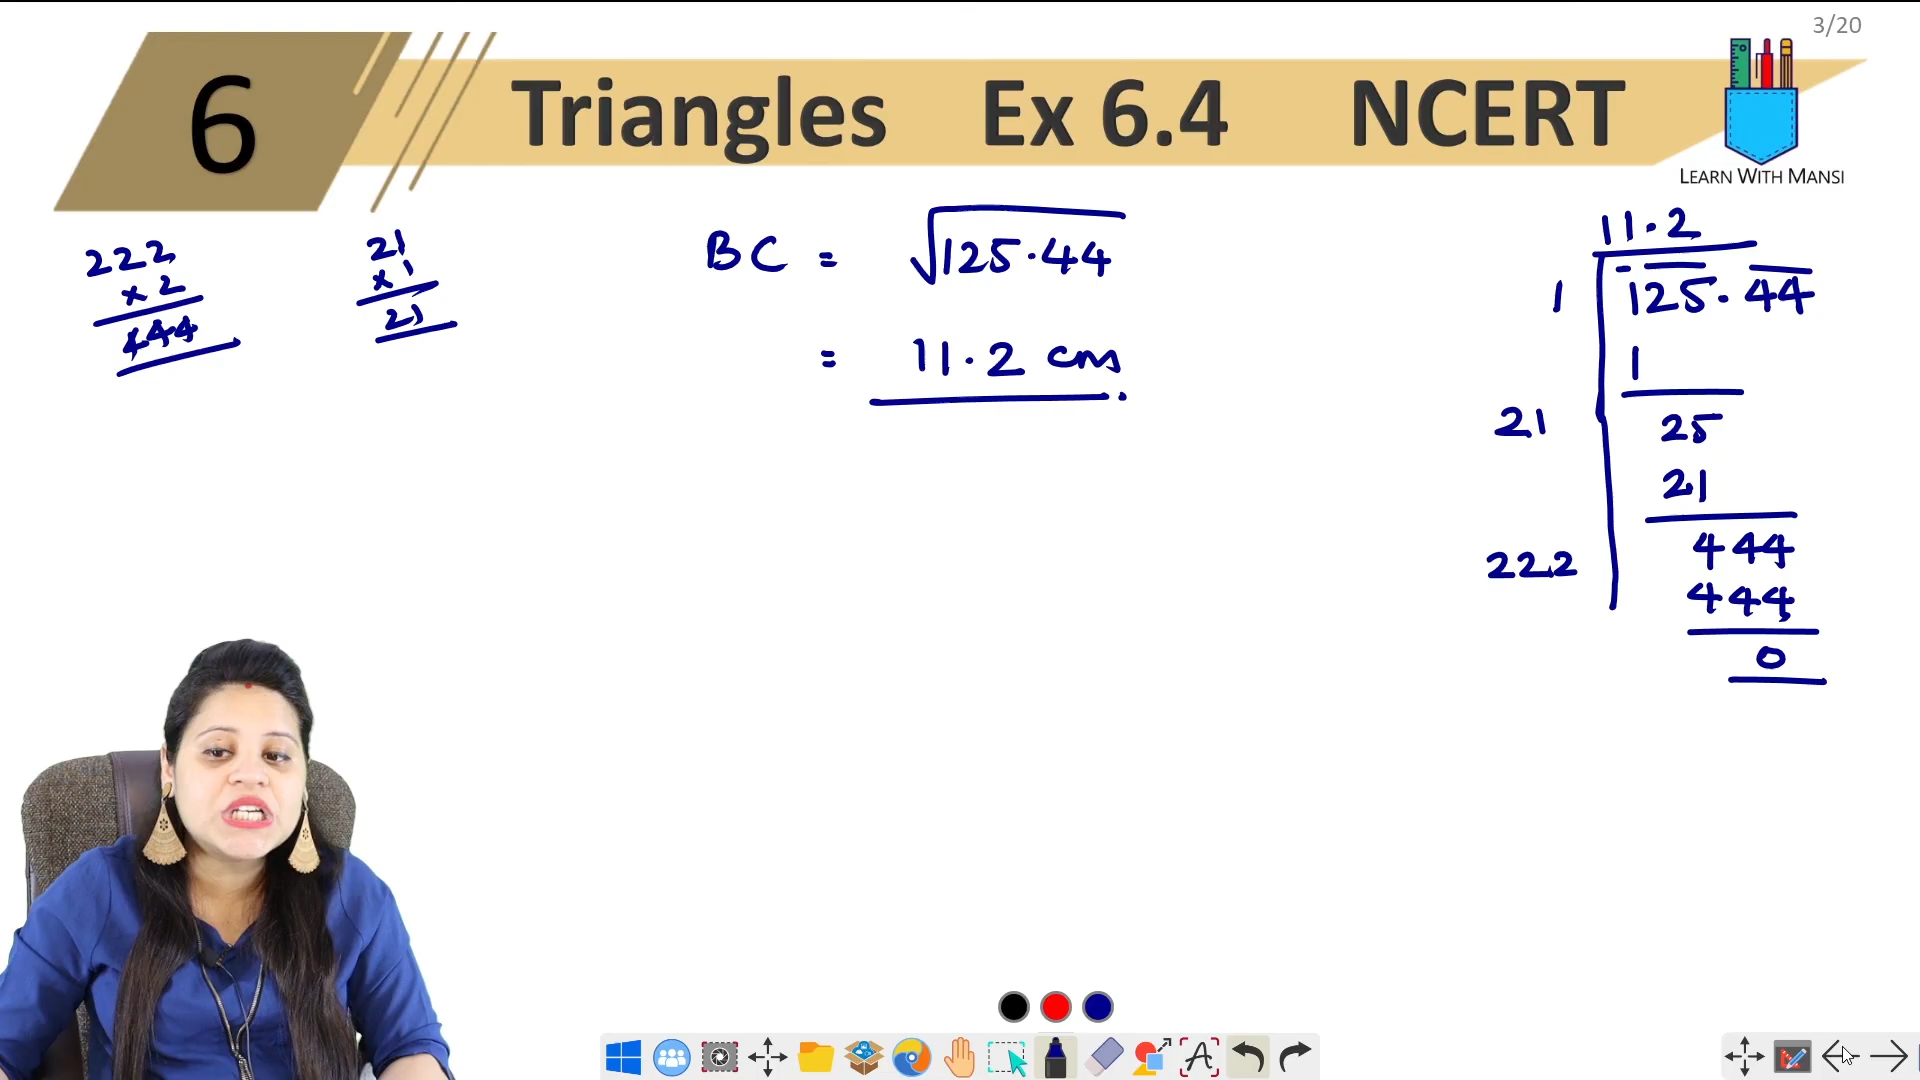 3/20
6 Triangles Ex 6.4 NCERT
LEARN WITH MANSI
222
x 2
444
21
x 1
21
BC = √125.44
= 11.2 cm
11.2
1 125.44
1
21 25
21
222 444
444
0